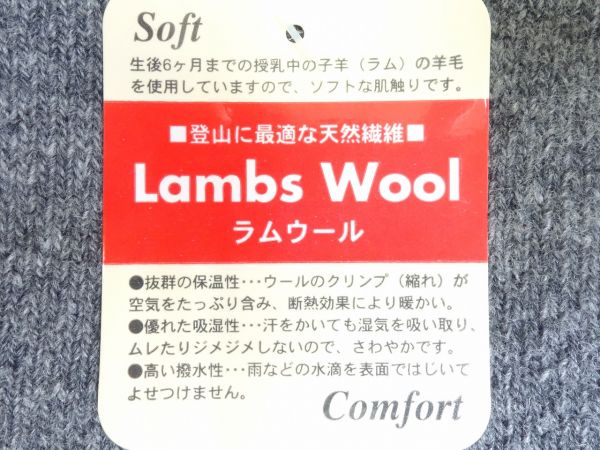 Soft
生後6ヶ月までの授乳中の子羊（ラム）の羊毛
を使用していますので、ソフトな肌触りです。
■登山に最適な天然繊維■
Lambs Wool
ラムウール
●抜群の保温性･･･ウールのクリンプ（縮れ）が
空気をたっぷり含み、断熱効果により暖かい。
●優れた吸湿性･･･汗をかいても湿気を吸い取り、
ムレたりジメジメしないので、さわやかです。
●高い撥水性･･･雨などの水滴を表面ではじいて
よせつけません。
Comfort